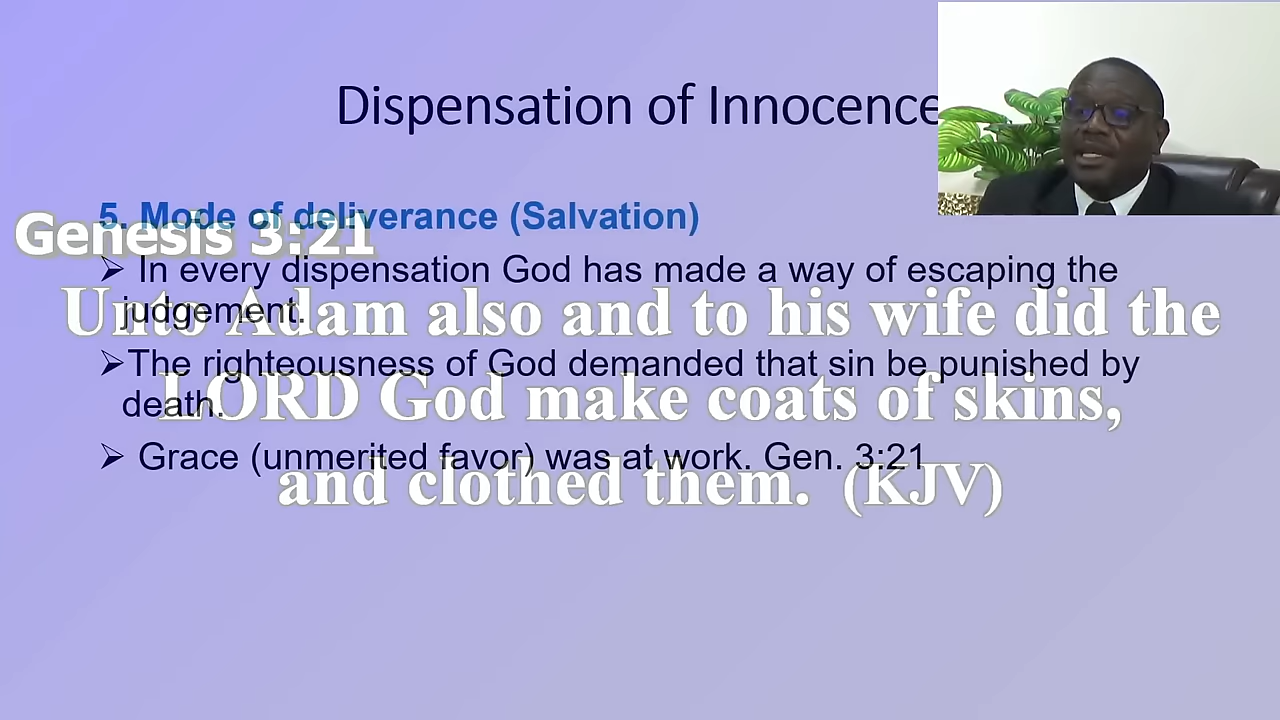 Dispensation of Innocence
5. Mode of deliverance (Salvation)
Genesis 3:21
➢ In every dispensation God has made a way of escaping the
judgement.
Unto Adam also and to his wife did the
➢The righteousness of God demanded that sin be punished by
death.
LORD God make coats of skins,
➢ Grace (unmerited favor) was at work. Gen. 3:21
and clothed them. (KJV)